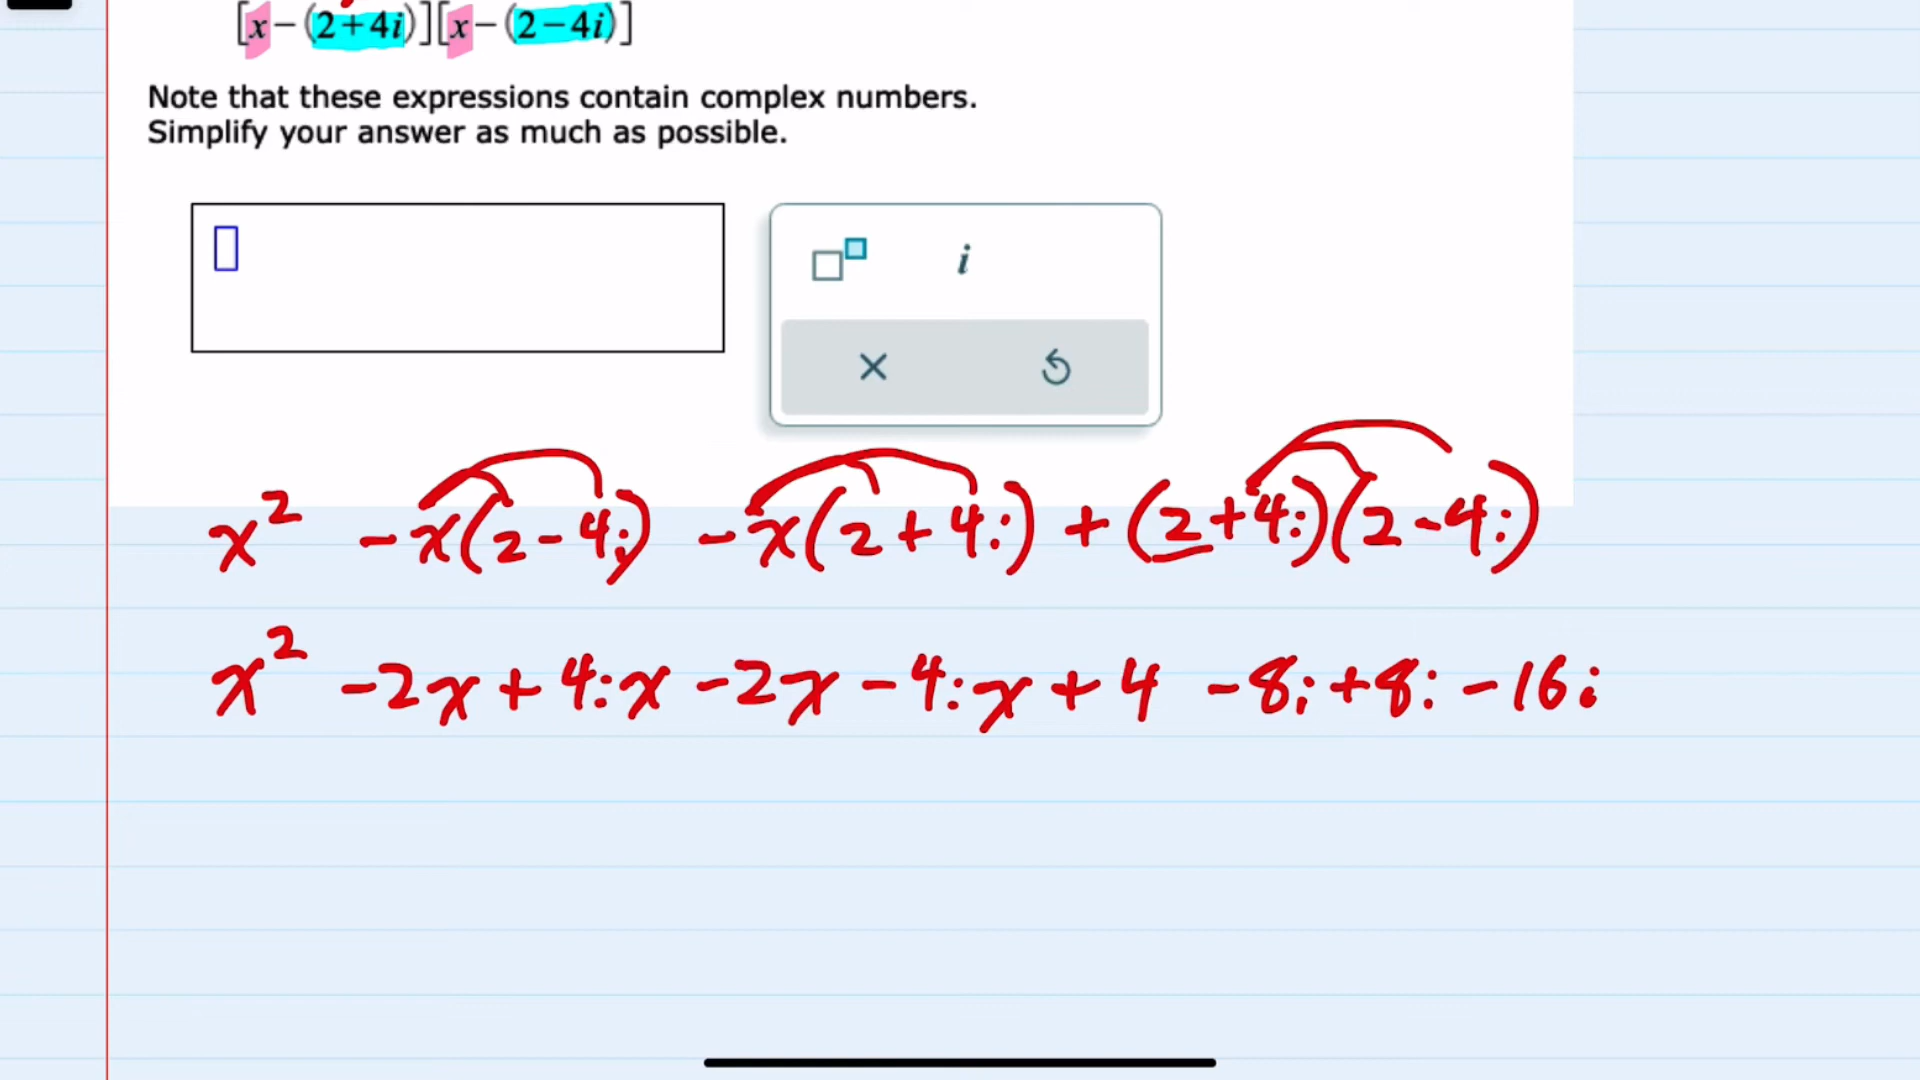 [x−(2+4i)][x−(2−4i)]
Note that these expressions contain complex numbers.
Simplify your answer as much as possible.
i
x² -x(2-4i) -x(2+4i) + (2+4i)(2-4i)
x² -2x+4ix-2x-4ix+4 -8i+8i-16i